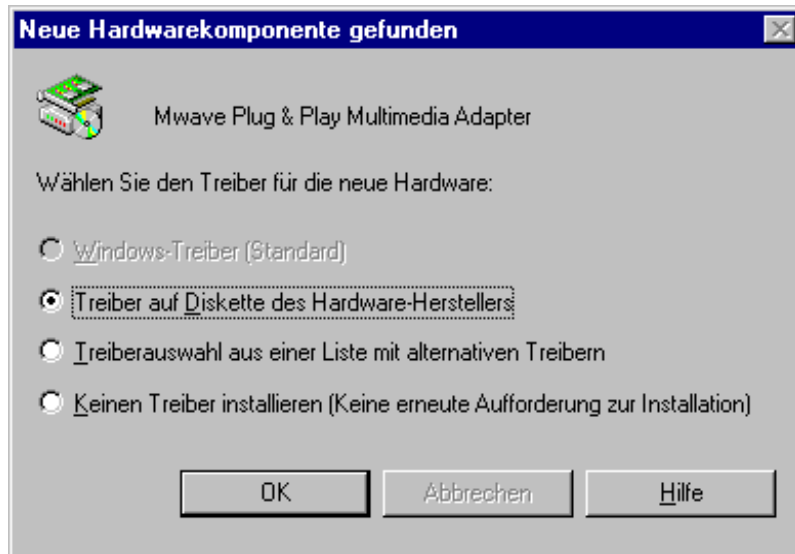 Neue Hardwarekomponente gefunden
Mwave Plug & Play Multimedia Adapter
Wählen Sie den Treiber für die neue Hardware:
Windows-Treiber (Standard)
Treiber auf Diskette des Hardware-Herstellers
Treiberauswahl aus einer Liste mit alternativen Treibern
Keinen Treiber installieren (Keine erneute Aufforderung zur Installation)
OK Abbrechen Hilfe